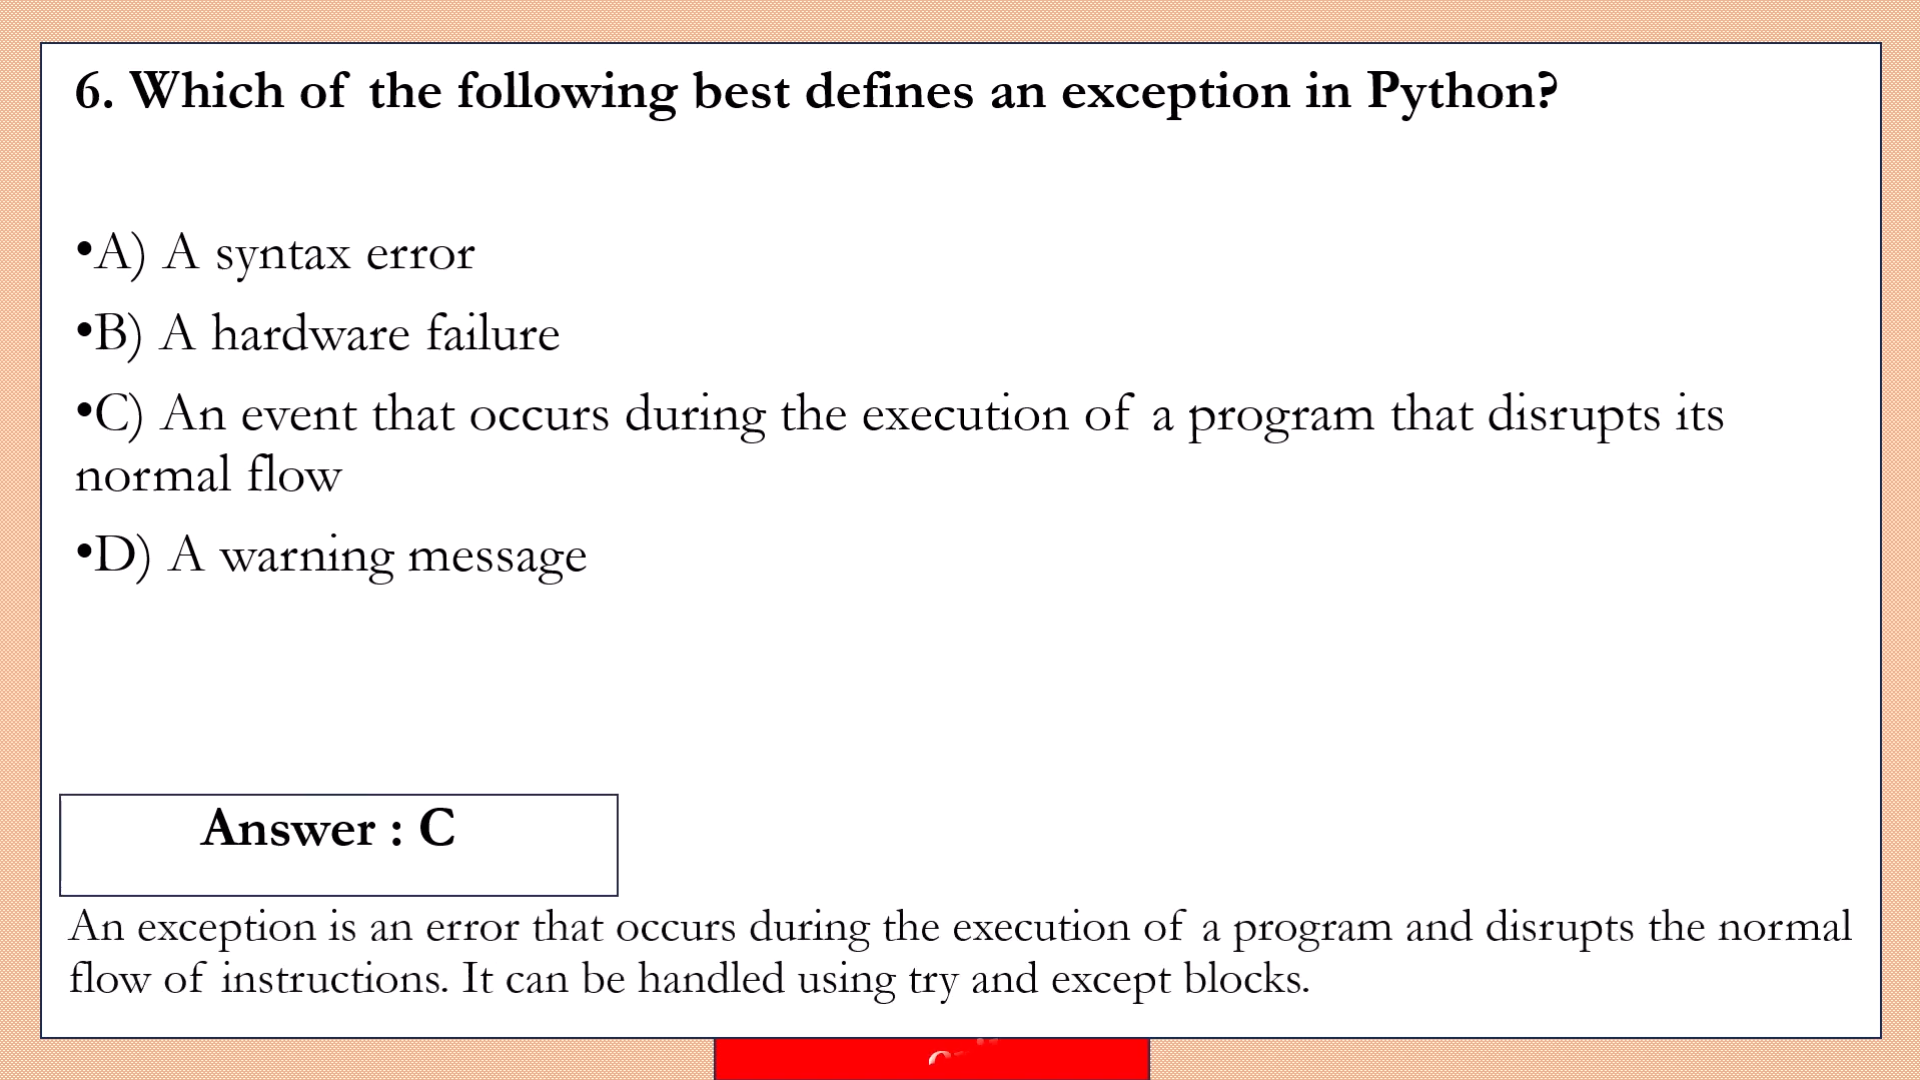 6. Which of the following best defines an exception in Python?
•A) A syntax error
•B) A hardware failure
•C) An event that occurs during the execution of a program that disrupts its
normal flow
•D) A warning message
Answer : C
An exception is an error that occurs during the execution of a program and disrupts the normal
flow of instructions. It can be handled using try and except blocks.